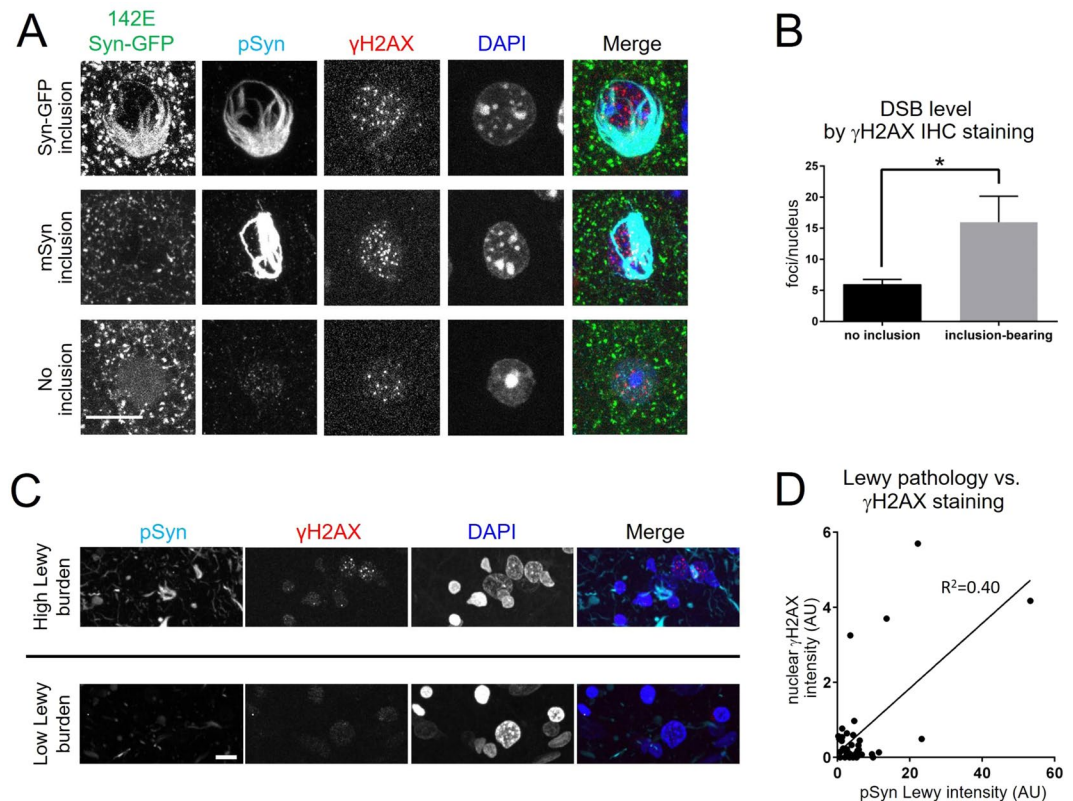 A
142E
Syn-GFP
pSyn
γH2AX
DAPI
Merge
Syn-GFP
inclusion
mSyn
inclusion
No
inclusion
B
DSB level
by γH2AX IHC staining
*
foci/nucleus
25
20
15
10
5
0
no inclusion
inclusion-bearing
C
pSyn
γH2AX
DAPI
Merge
High Lewy
burden
Low Lewy
burden
D
Lewy pathology vs.
γH2AX staining
nuclear γH2AX
intensity (AU)
6
4
2
0
R²=0.40
0
20
40
60
pSyn Lewy intensity (AU)